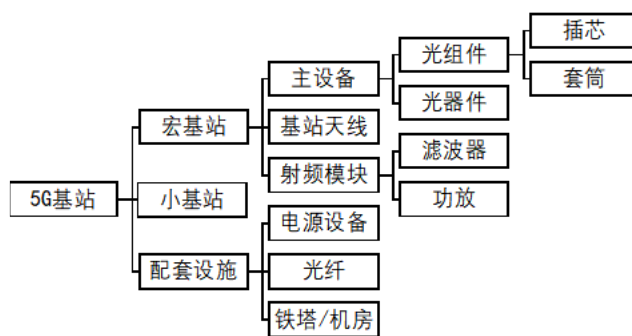 插芯
光组件
主设备
套筒
宏基站
光器件
基站天线
滤波器
射频模块
5G基站
小基站
功放
电源设备
配套设施
光纤
铁塔/机房